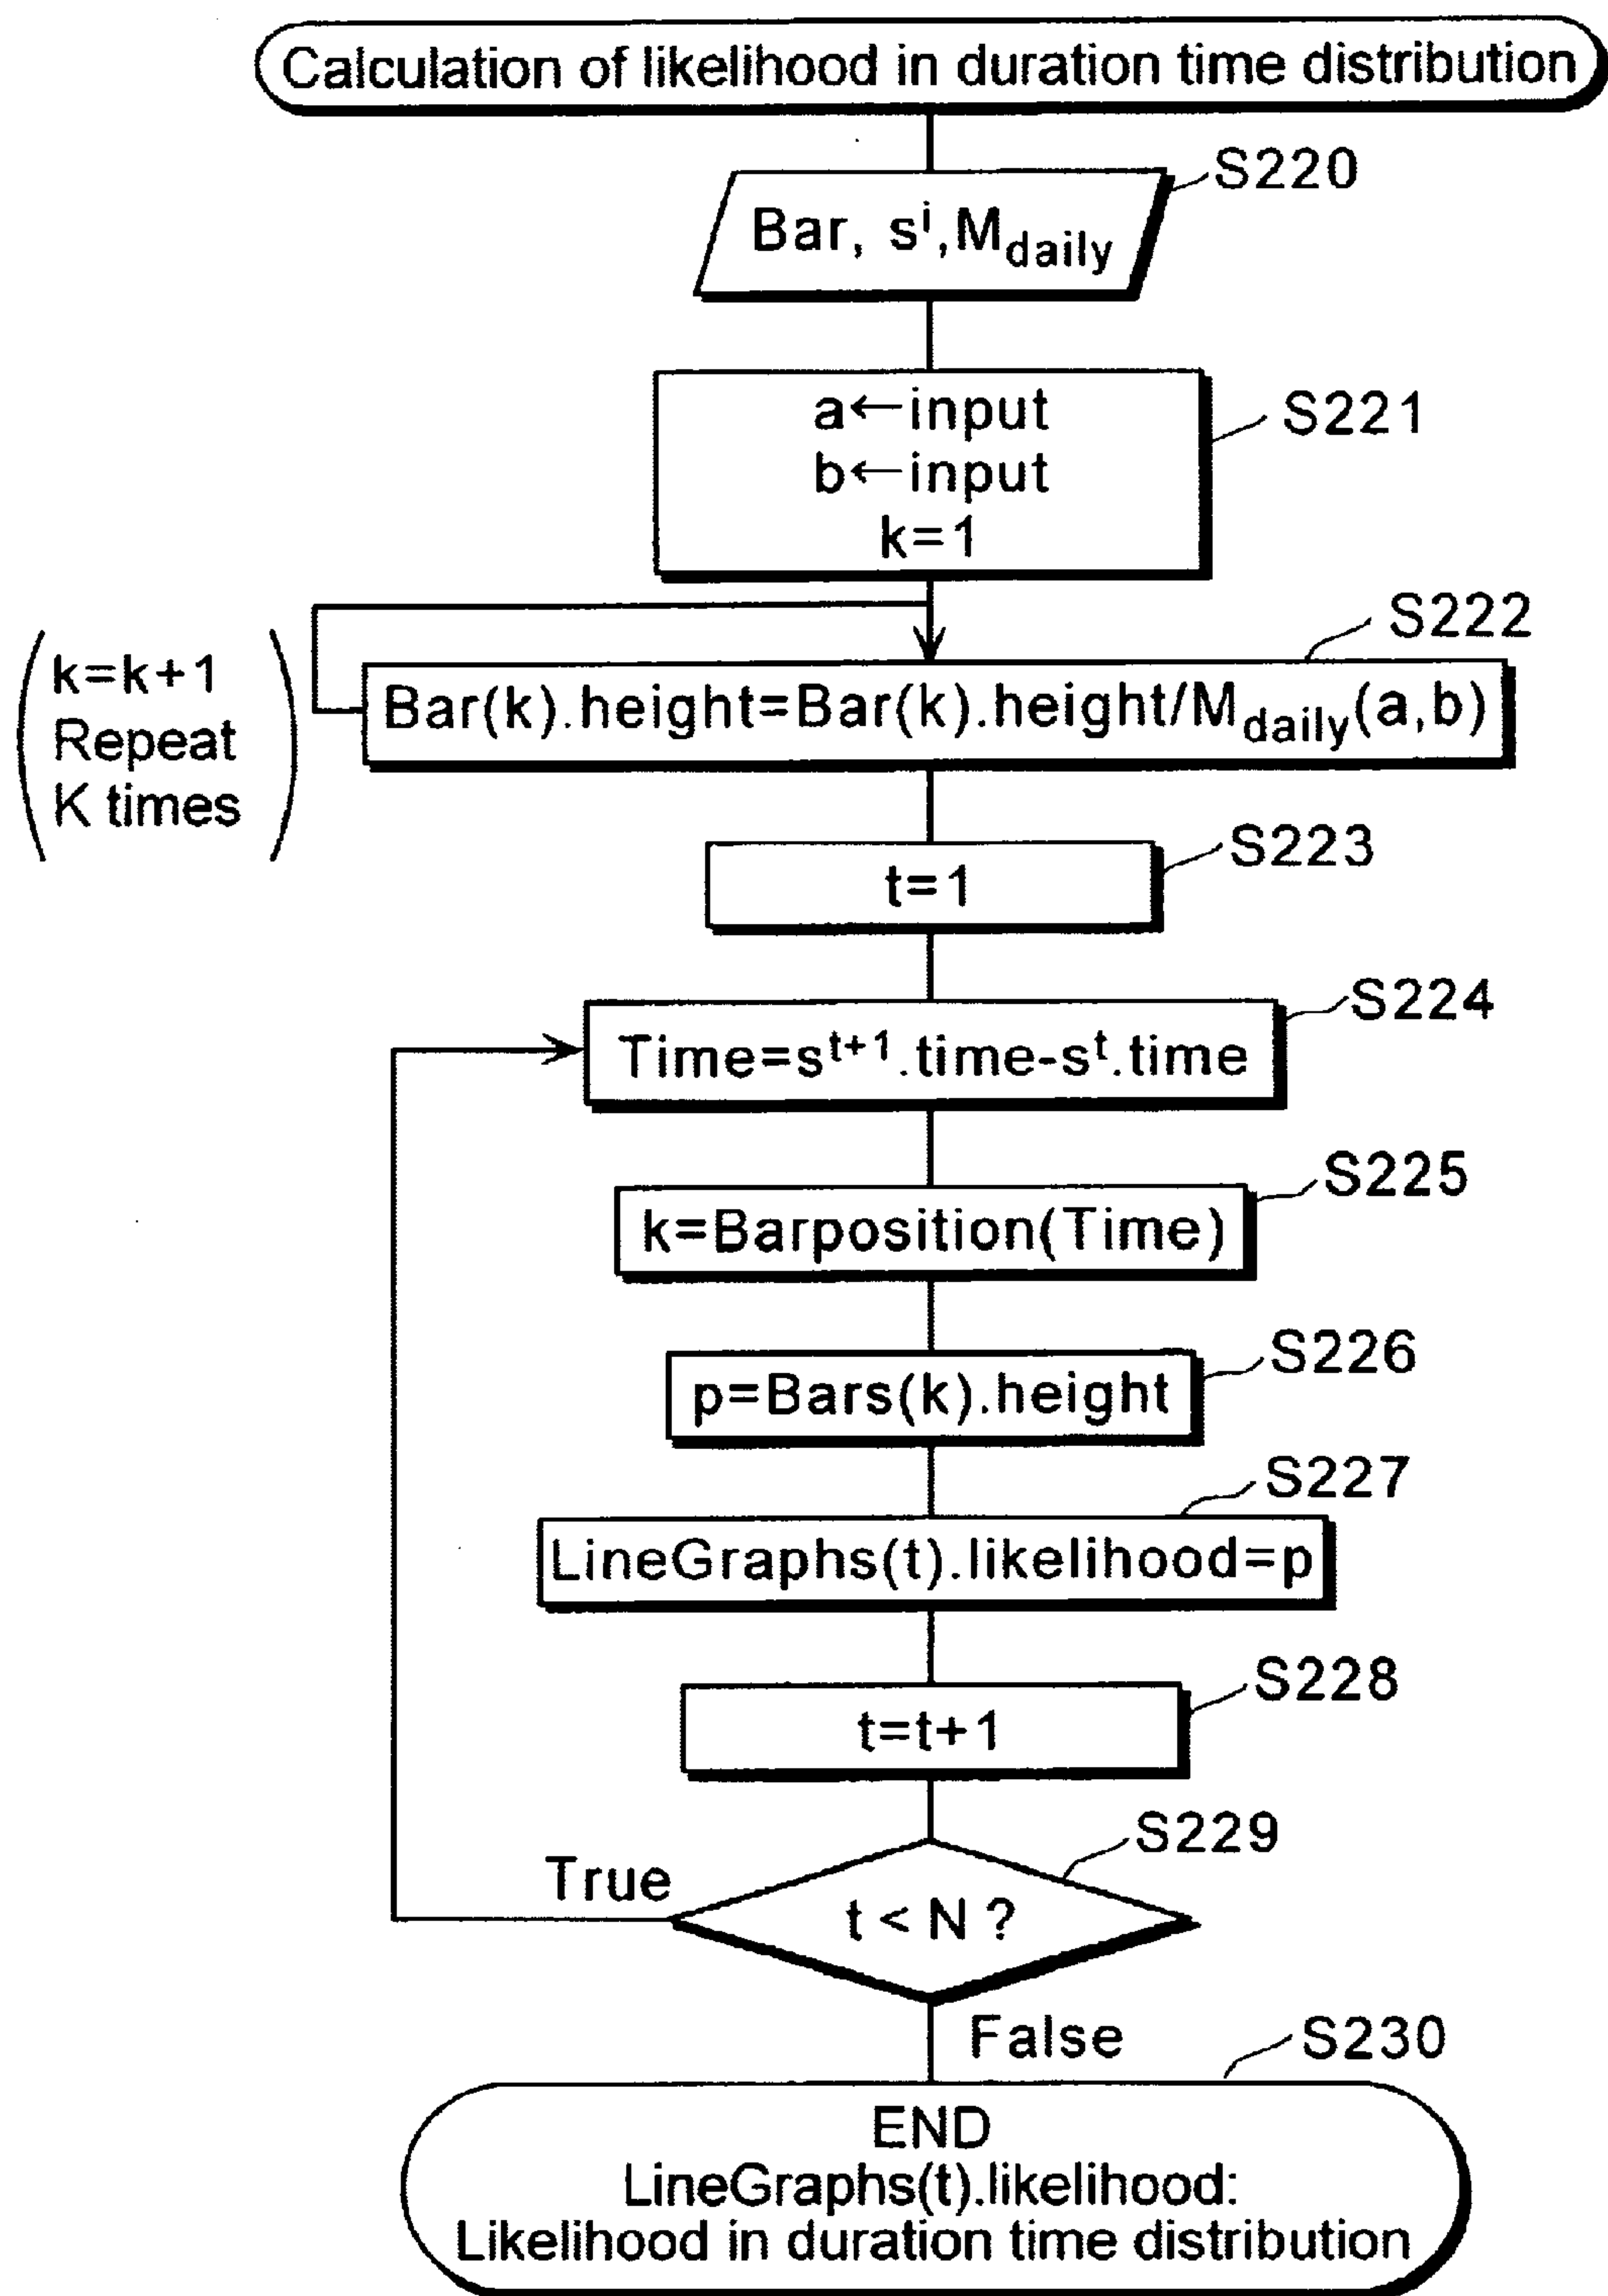 Calculation of likelihood in duration time distribution
S220
Bar, sⁱ,M_daily
S221
a←input
b←input
k=1
S222
k=k+1
Repeat
K times
Bar(k).height=Bar(k).height/M_daily(a,b)
S223
t=1
S224
Time=s^t+1.time-s^t.time
S225
k=Barposition(Time)
S226
p=Bars(k).height
S227
LineGraphs(t).likelihood=p
S228
t=t+1
S229
True
t < N ?
False
S230
END
LineGraphs(t).likelihood:
Likelihood in duration time distribution